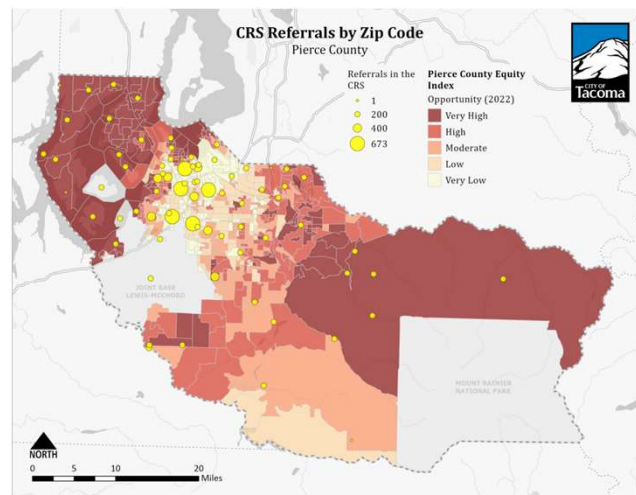 CRS Referrals by Zip Code
Pierce County
Referrals in the
CRS
1
200
400
673
Pierce County Equity
Index
Opportunity (2022)
Very High
High
Moderate
Low
Very Low
CITY OF
Tacoma
JOINT BASE
LEWIS-MCCHORD
MOUNT RAINIER
NATIONAL PARK
NORTH
0 5 10 20
Miles